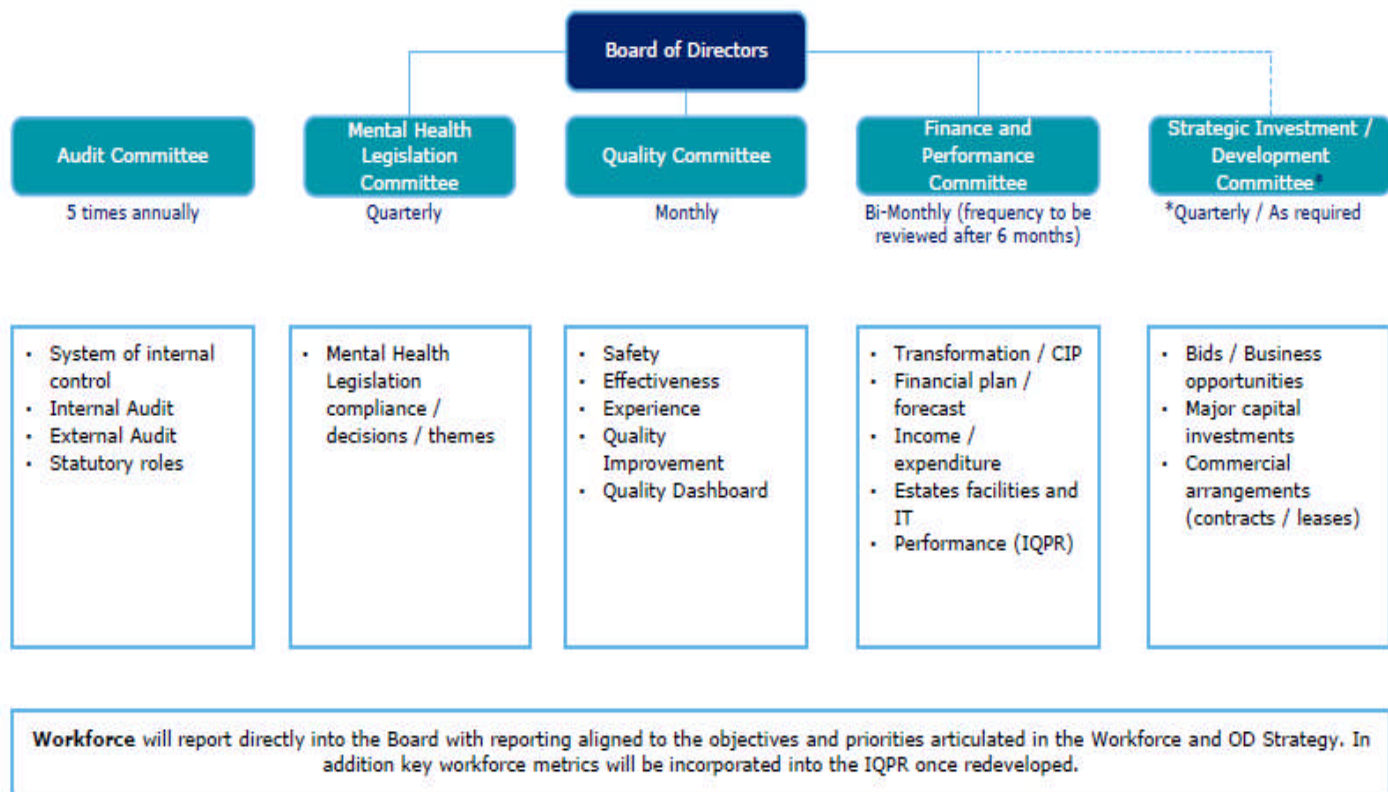 Board of Directors
Audit Committee
5 times annually
Mental Health
Legislation
Committee
Quarterly
Quality Committee
Monthly
Finance and
Performance
Committee
Bi-Monthly (frequency to be
reviewed after 6 months)
Strategic Investment /
Development
Committee*
*Quarterly / As required
• System of internal
control
• Internal Audit
• External Audit
• Statutory roles
• Mental Health
Legislation
compliance /
decisions / themes
• Safety
• Effectiveness
• Experience
• Quality
Improvement
• Quality Dashboard
• Transformation / CIP
• Financial plan /
forecast
• Income /
expenditure
• Estates facilities and
IT
• Performance (IQPR)
• Bids / Business
opportunities
• Major capital
investments
• Commercial
arrangements
(contracts / leases)
Workforce will report directly into the Board with reporting aligned to the objectives and priorities articulated in the Workforce and OD Strategy. In
addition key workforce metrics will be incorporated into the IQPR once redeveloped.